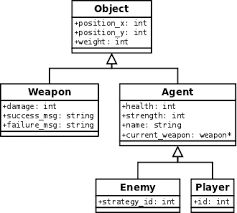 Object
+position_x: int
+position_y: int
+weight: int
Weapon
+damage: int
+success_msg: string
+failure_msg: string
Agent
+health: int
+strength: int
+name: string
+current_weapon: weapon*
Enemy
+strategy_id: int
Player
+id: int